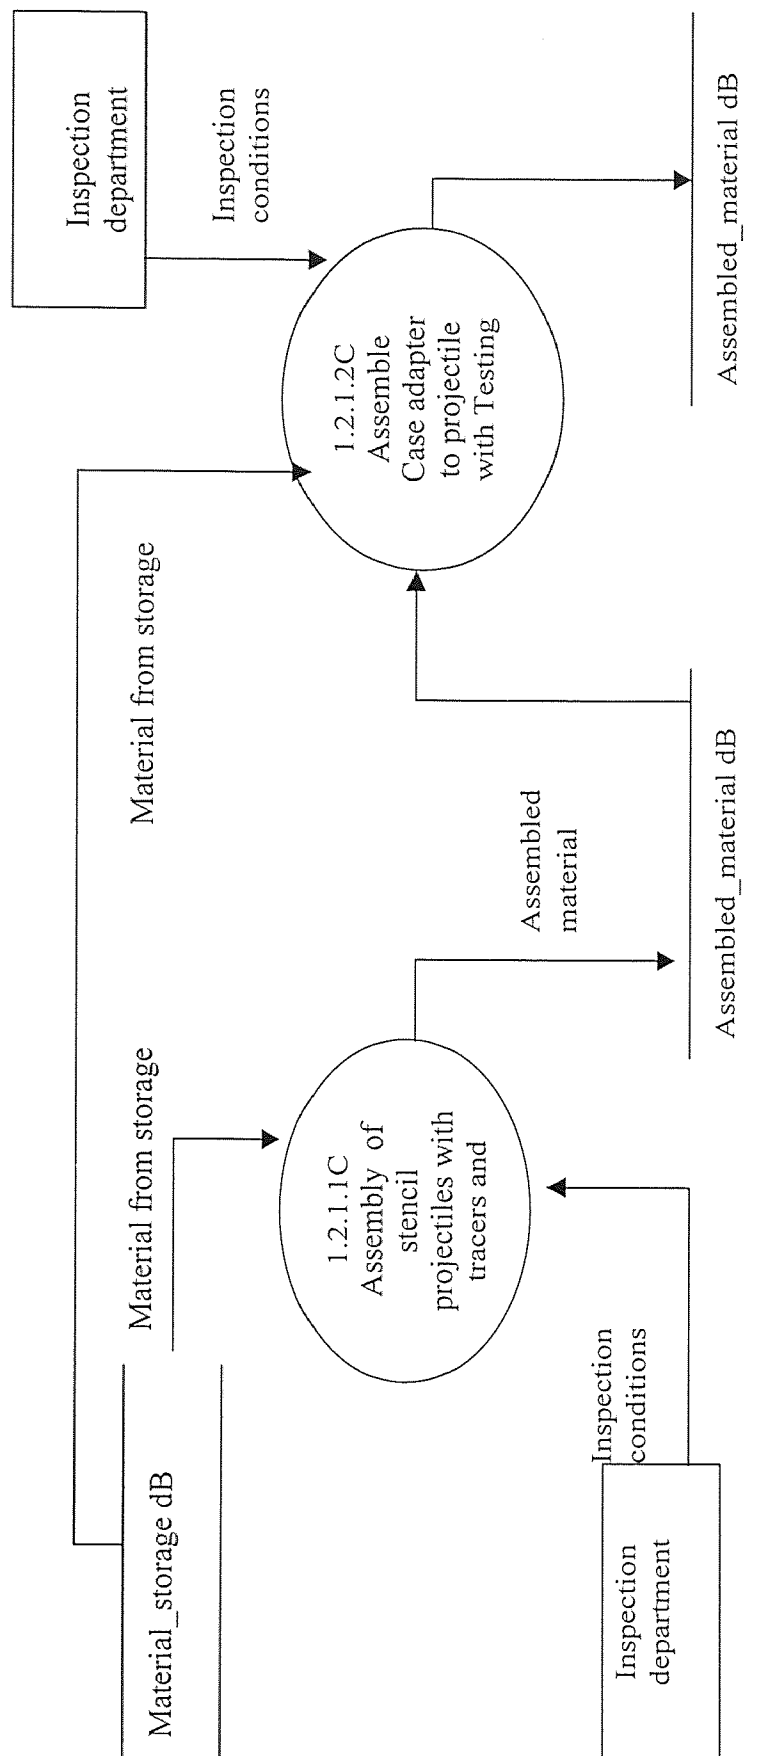 Material_storage dB
Material from storage
Material from storage
Inspection
department
Inspection
conditions
1.2.1.1C
Assembly of
stencil
projectiles with
tracers and
1.2.1.2C
Assemble
Case adapter
to projectile
with Testing
Inspection
conditions
Assembled
material
Inspection
department
Assembled_material dB
Assembled_material dB